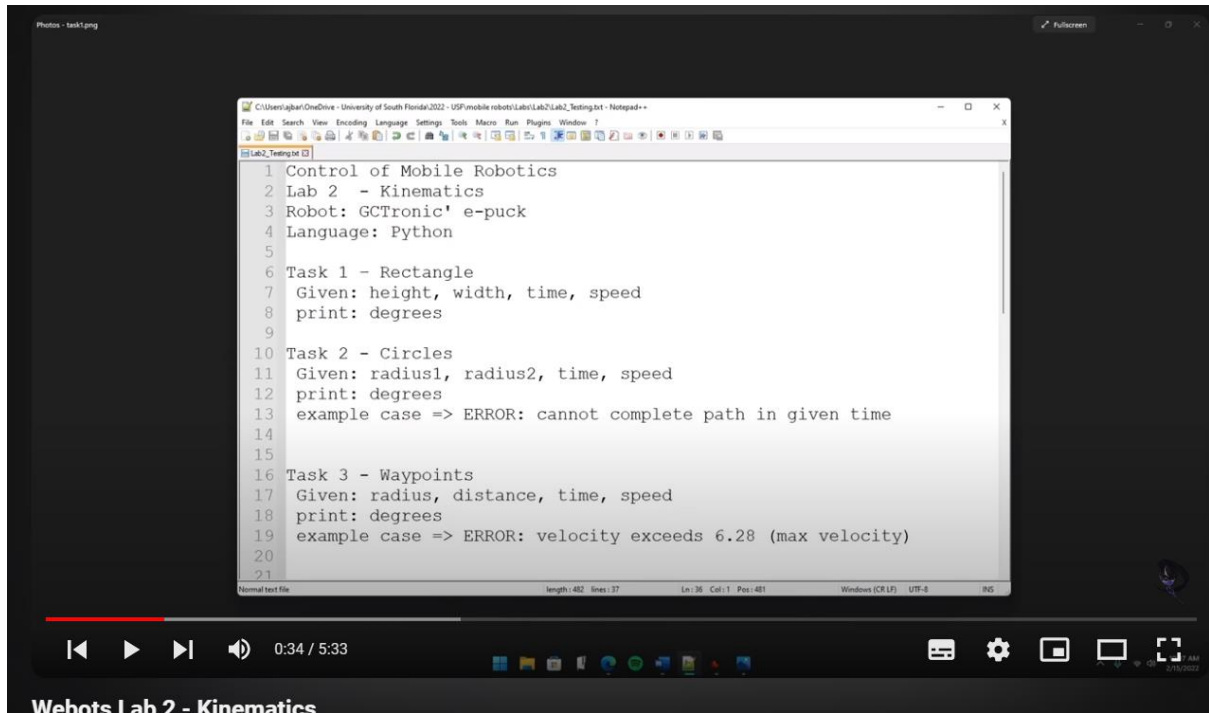 Photos - task1.png
Fullscreen
C:\Users\ajbar\OneDrive - University of South Florida\2022 - USF\mobile robots\Labs\Lab2\Lab2_Testing.txt - Notepad++
File Edit Search View Encoding Language Settings Tools Macro Run Plugins Window ?
X
Lab2_Testing.txt
1 Control of Mobile Robotics
2 Lab 2 - Kinematics
3 Robot: GCTronic' e-puck
4 Language: Python
5
6 Task 1 - Rectangle
7 Given: height, width, time, speed
8 print: degrees
9
10 Task 2 - Circles
11 Given: radius1, radius2, time, speed
12 print: degrees
13 example case => ERROR: cannot complete path in given time
14
15
16 Task 3 - Waypoints
17 Given: radius, distance, time, speed
18 print: degrees
19 example case => ERROR: velocity exceeds 6.28 (max velocity)
20
21
Normal text file length : 482 lines : 37 Ln : 36 Col : 1 Pos : 481 Windows (CR LF) UTF-8 INS
0:34 / 5:33
AM
2/15/2022
Webots Lab 2 - Kinematics